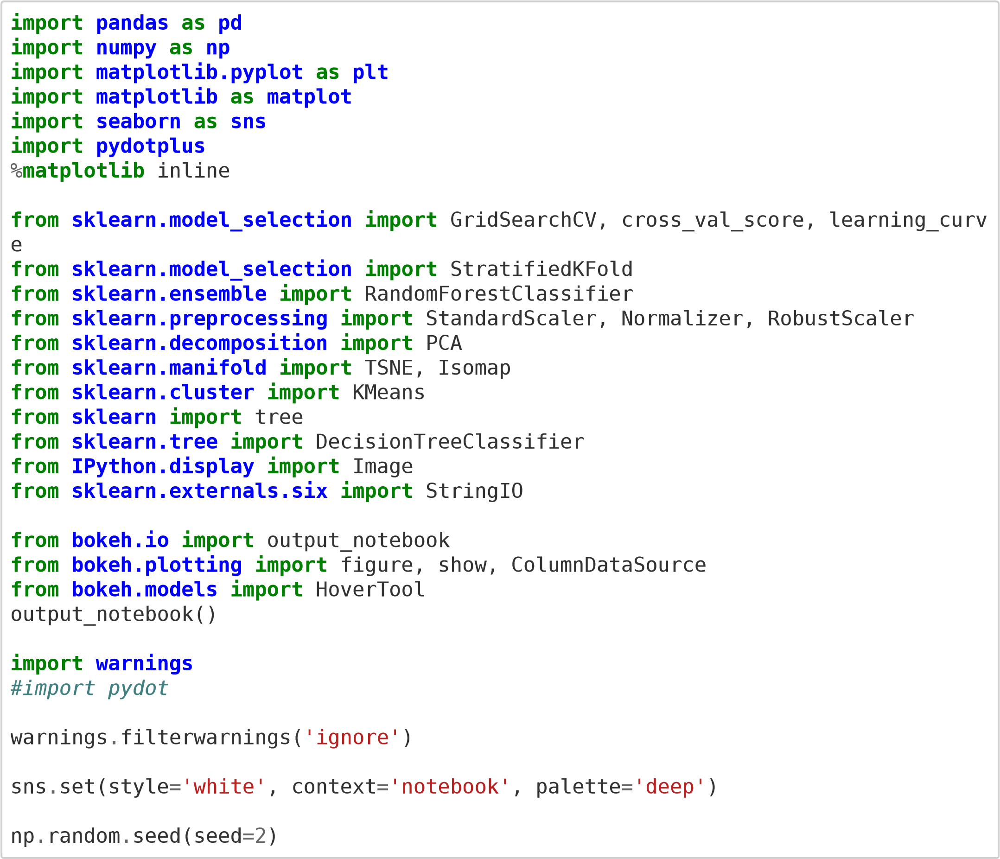 import pandas as pd
import numpy as np
import matplotlib.pyplot as plt
import matplotlib as matplot
import seaborn as sns
import pydotplus
%matplotlib inline

from sklearn.model_selection import GridSearchCV, cross_val_score, learning_curv
e
from sklearn.model_selection import StratifiedKFold
from sklearn.ensemble import RandomForestClassifier
from sklearn.preprocessing import StandardScaler, Normalizer, RobustScaler
from sklearn.decomposition import PCA
from sklearn.manifold import TSNE, Isomap
from sklearn.cluster import KMeans
from sklearn import tree
from sklearn.tree import DecisionTreeClassifier
from IPython.display import Image
from sklearn.externals.six import StringIO

from bokeh.io import output_notebook
from bokeh.plotting import figure, show, ColumnDataSource
from bokeh.models import HoverTool
output_notebook()

import warnings
#import pydot

warnings.filterwarnings('ignore')

sns.set(style='white', context='notebook', palette='deep')

np.random.seed(seed=2)